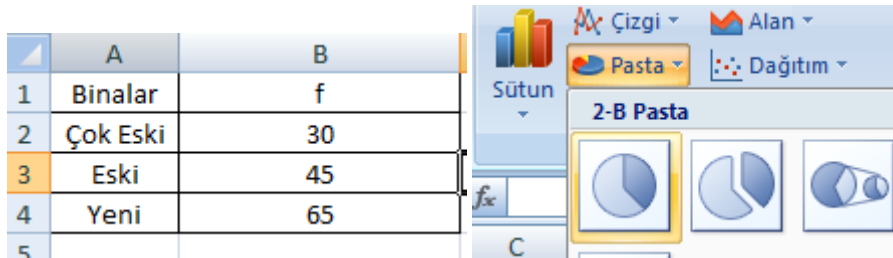 A B
1 Binalar f
2 Çok Eski 30
3 Eski 45
4 Yeni 65
5
Çizgi Alan
Pasta Dağıtım
Sütun
2-B Pasta
fx
C